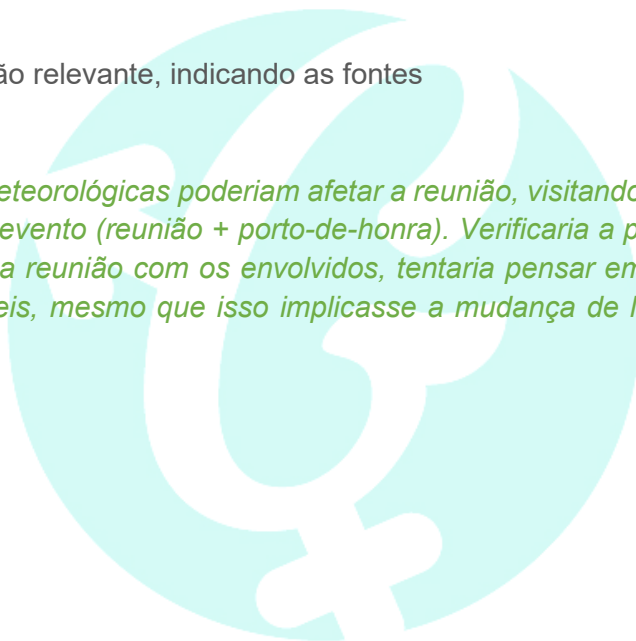 ão relevante, indicando as fontes
eteorológicas poderiam afetar a reunião, visitando
evento (reunião + porto-de-honra). Verificaria a p
a reunião com os envolvidos, tentaria pensar em
eis, mesmo que isso implicasse a mudança de l